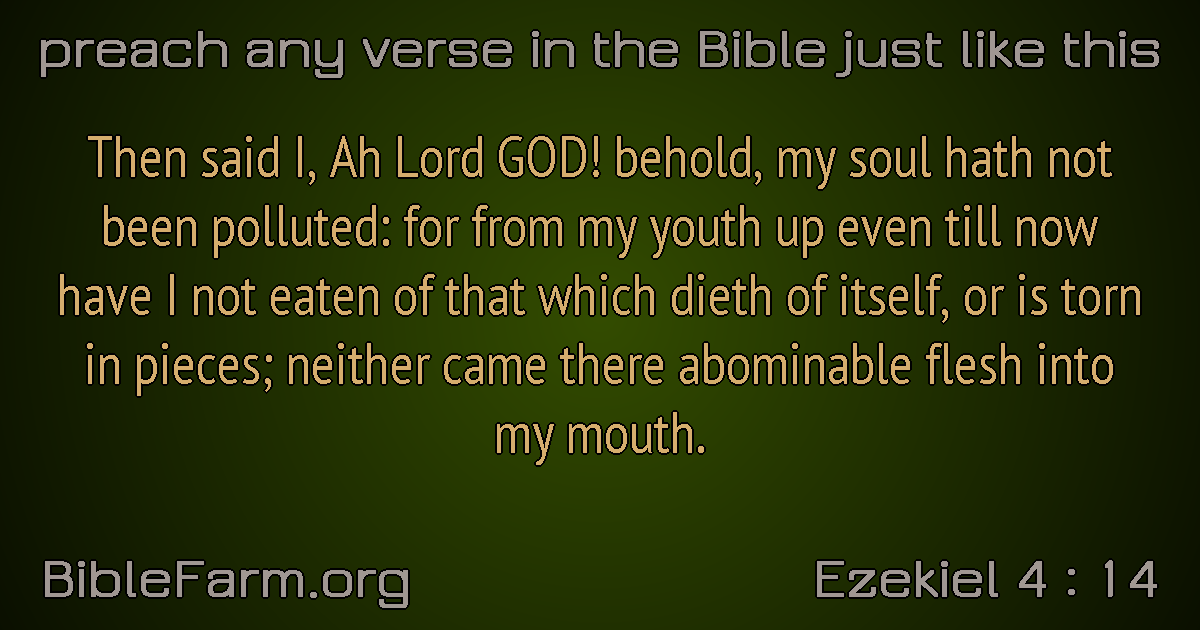 preach any verse in the Bible just like this
Then said I, Ah Lord GOD! behold, my soul hath not
been polluted: for from my youth up even till now
have I not eaten of that which dieth of itself, or is torn
in pieces; neither came there abominable flesh into
my mouth.
BibleFarm.org
Ezekiel 4 : 14